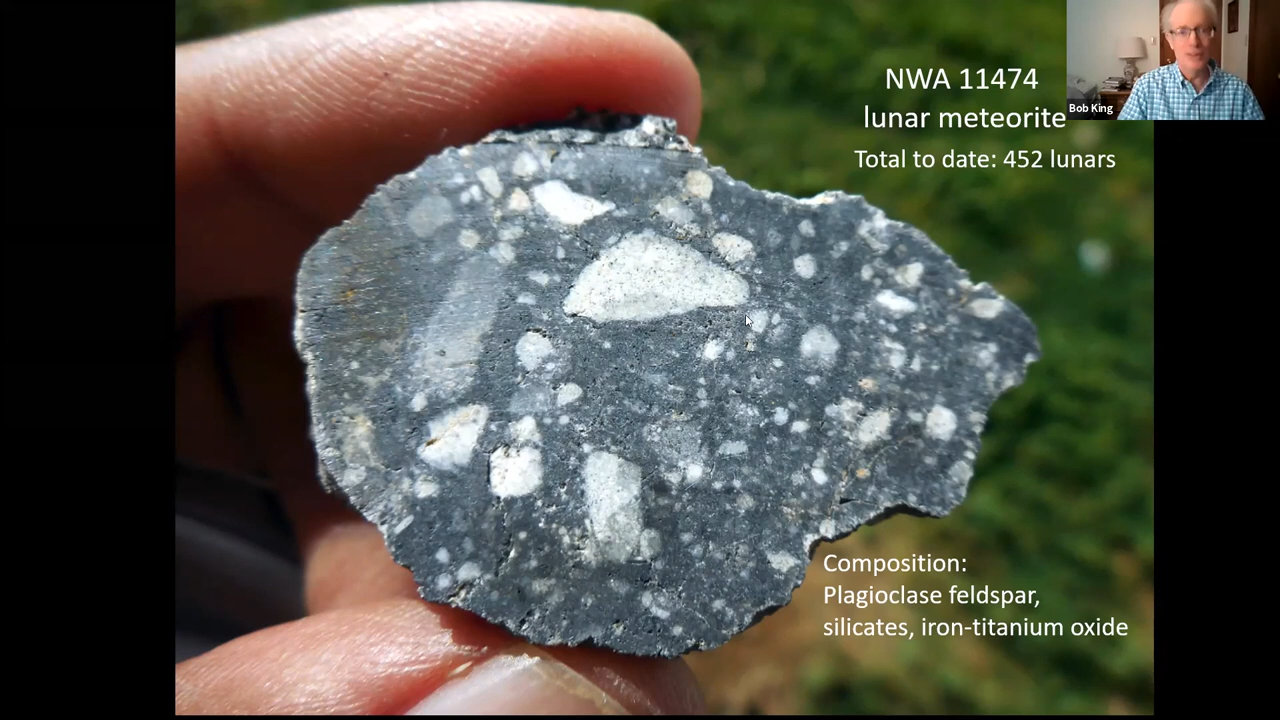 NWA 11474
lunar meteorite
Total to date: 452 lunars
Bob King
Composition:
Plagioclase feldspar,
silicates, iron-titanium oxide